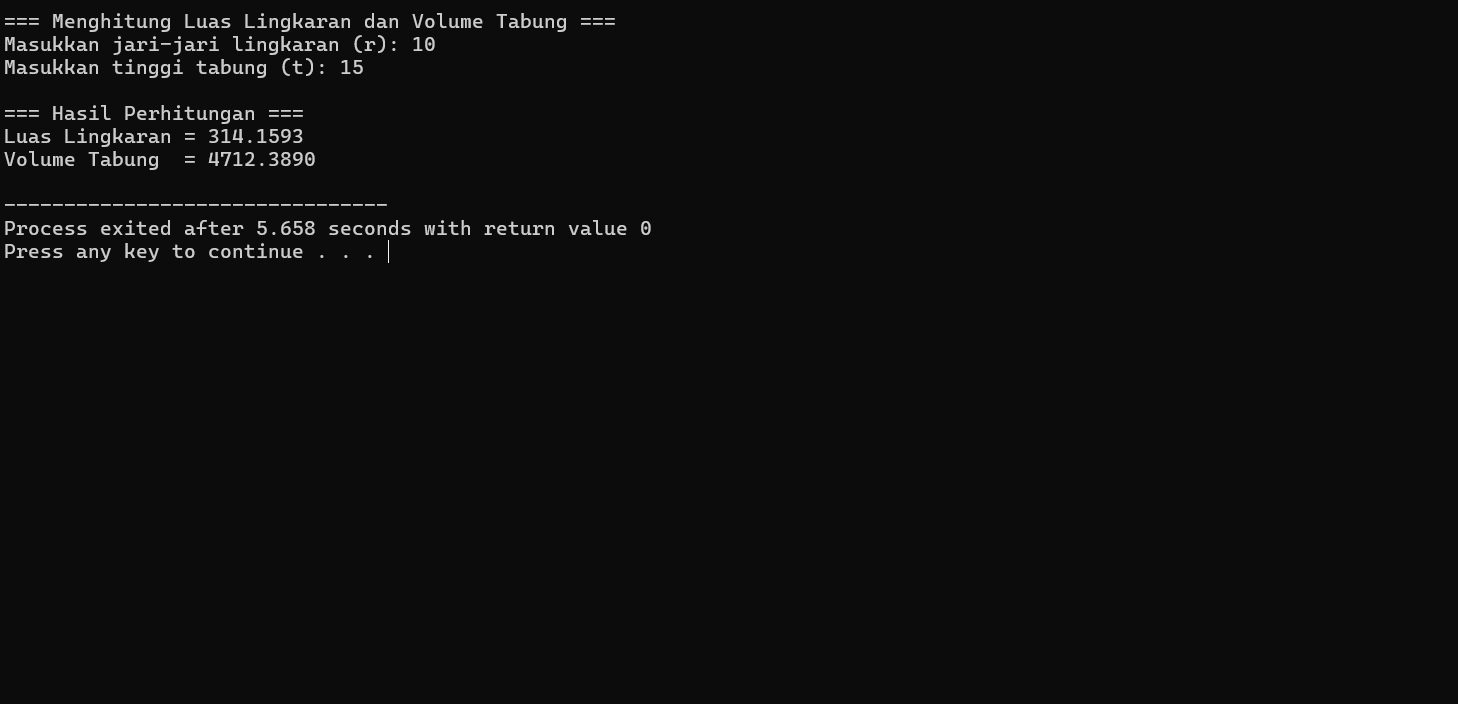 === Menghitung Luas Lingkaran dan Volume Tabung ===
Masukkan jari-jari lingkaran (r): 10
Masukkan tinggi tabung (t): 15
=== Hasil Perhitungan ===
Luas Lingkaran = 314.1593
Volume Tabung  = 4712.3890
--------------------------------
Process exited after 5.658 seconds with return value 0
Press any key to continue . . .